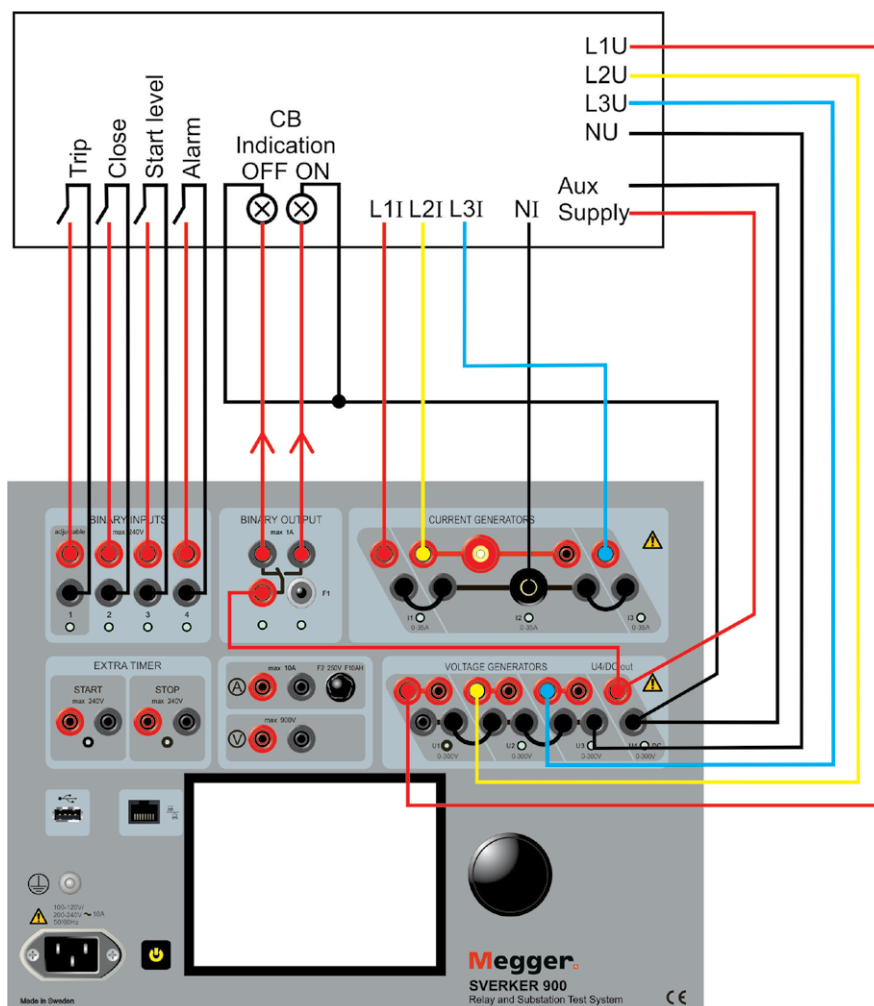 L1U
L2U
L3U
NU
Aux
Supply
Trip
Close
Start level
Alarm
CB
Indication
OFF ON
L1I L2I L3I NI
BINARY INPUTS
adjustable max 240V
1 2 3 4
BINARY OUTPUT
max 1A
F1
CURRENT GENERATORS
I1 I2 I3
0-35A 0-35A 0-35A
EXTRA TIMER
START STOP
max 240V max 240V
max 10A F2 250V F10AH
A
max 900V
V
VOLTAGE GENERATORS U4/DC out
U1 U2 U3 U4 DC
0-300V 0-300V 0-300V 0-300V
100-120V/
200-240V ~ 10A
50/60Hz
Megger.
SVERKER 900
Relay and Substation Test System
Made in Sweden
CE